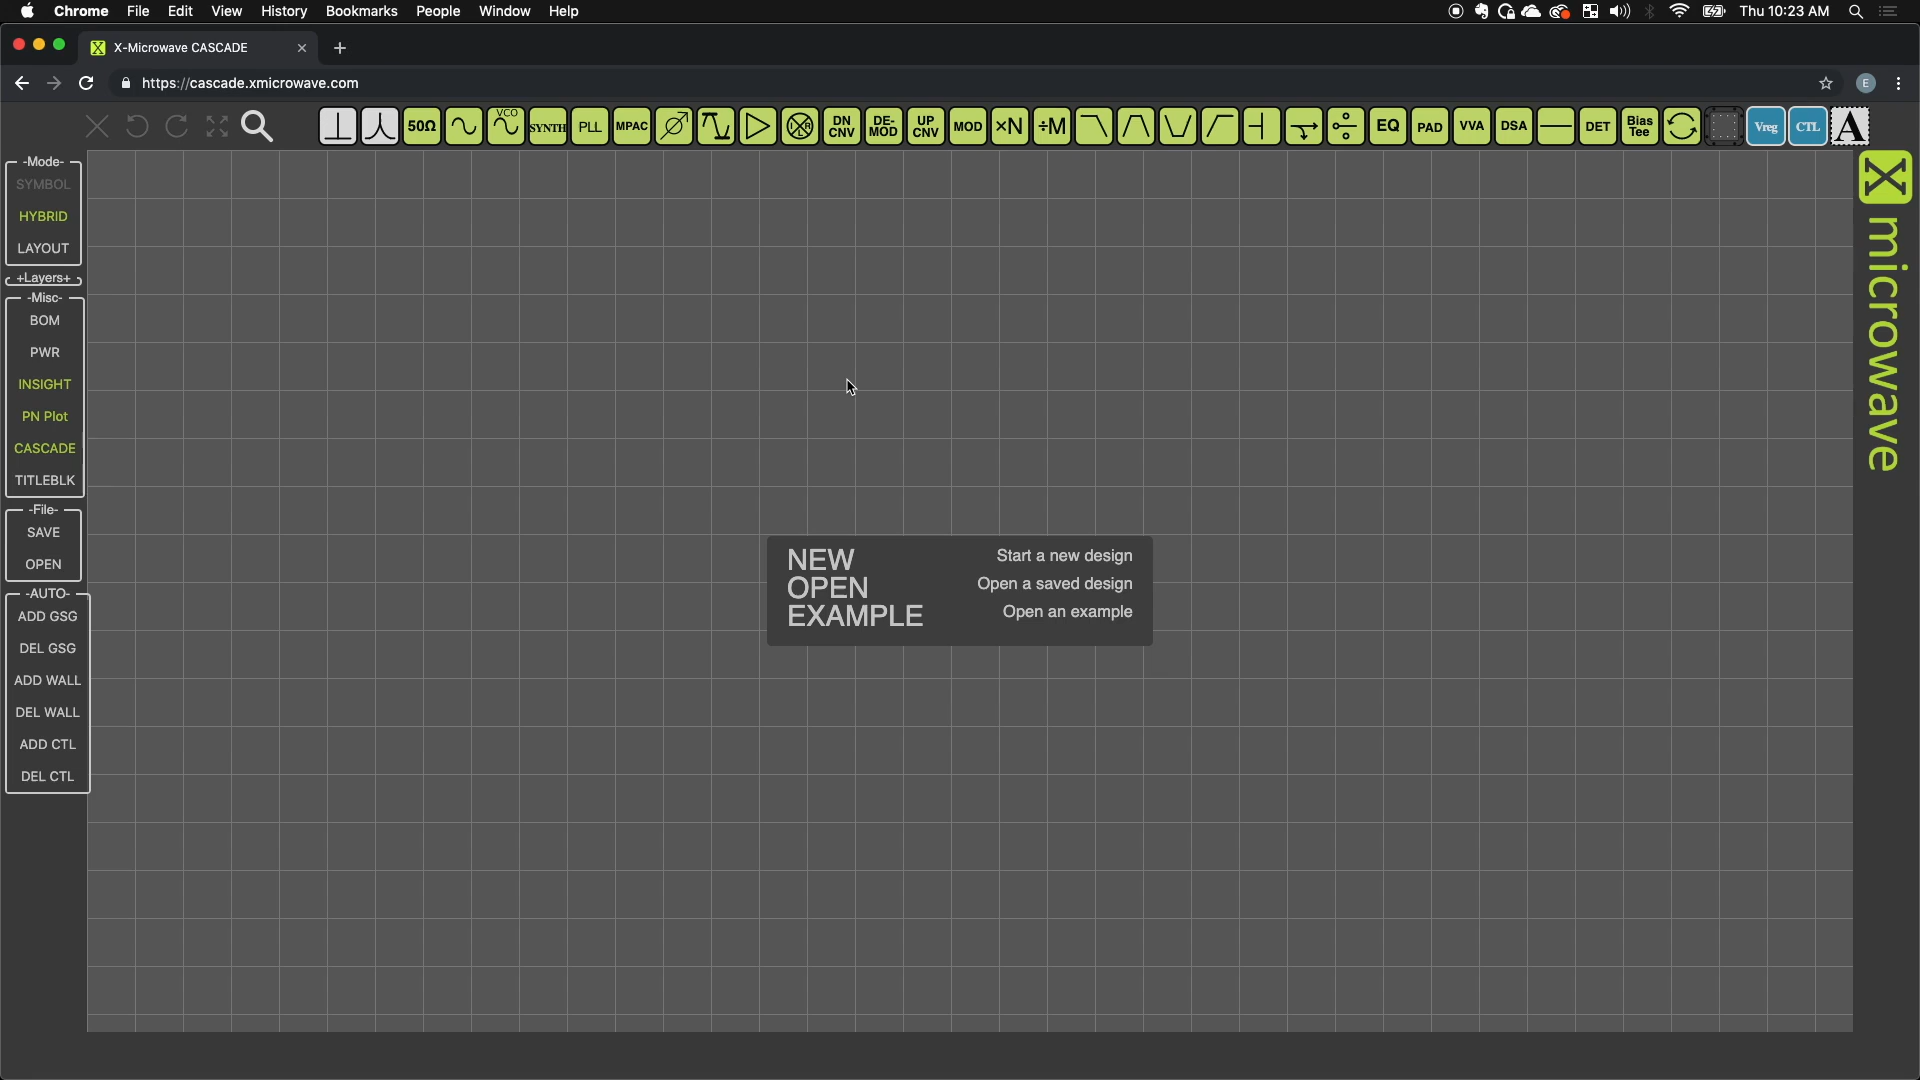 Chrome File Edit View History Bookmarks People Window Help
Thu 10:23 AM
X-Microwave CASCADE
https://cascade.xmicrowave.com
E
50Ω VCO SYNTH PLL MPAC DN CNV DE-MOD UP CNV MOD ×N ÷M EQ PAD VVA DSA DET Bias Tee Vreg CTL A
-Mode-
SYMBOL
HYBRID
LAYOUT
+Layers+
-Misc-
BOM
PWR
INSIGHT
PN Plot
CASCADE
TITLEBLK
-File-
SAVE
OPEN
-AUTO-
ADD GSG
DEL GSG
ADD WALL
DEL WALL
ADD CTL
DEL CTL
NEW Start a new design
OPEN Open a saved design
EXAMPLE Open an example
X microwave